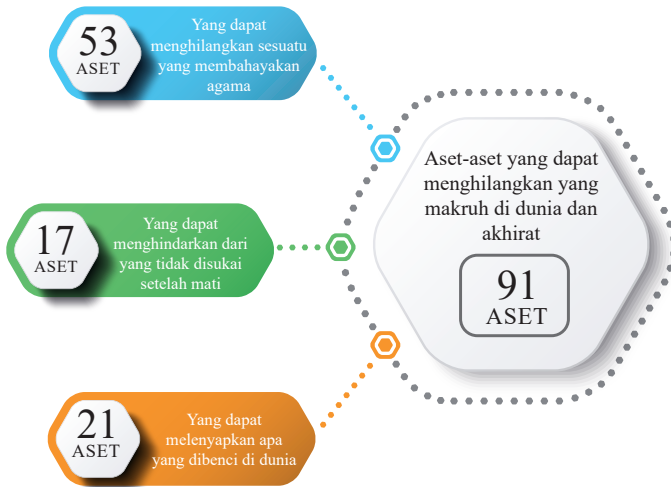 53
ASET
Yang dapat
menghilangkan sesuatu
yang membahayakan
agama
17
ASET
Yang dapat
menghindarkan dari
yang tidak disukai
setelah mati
21
ASET
Yang dapat
melenyapkan apa
yang dibenci di dunia
Aset-aset yang dapat
menghilangkan yang
makruh di dunia dan
akhirat
91
ASET